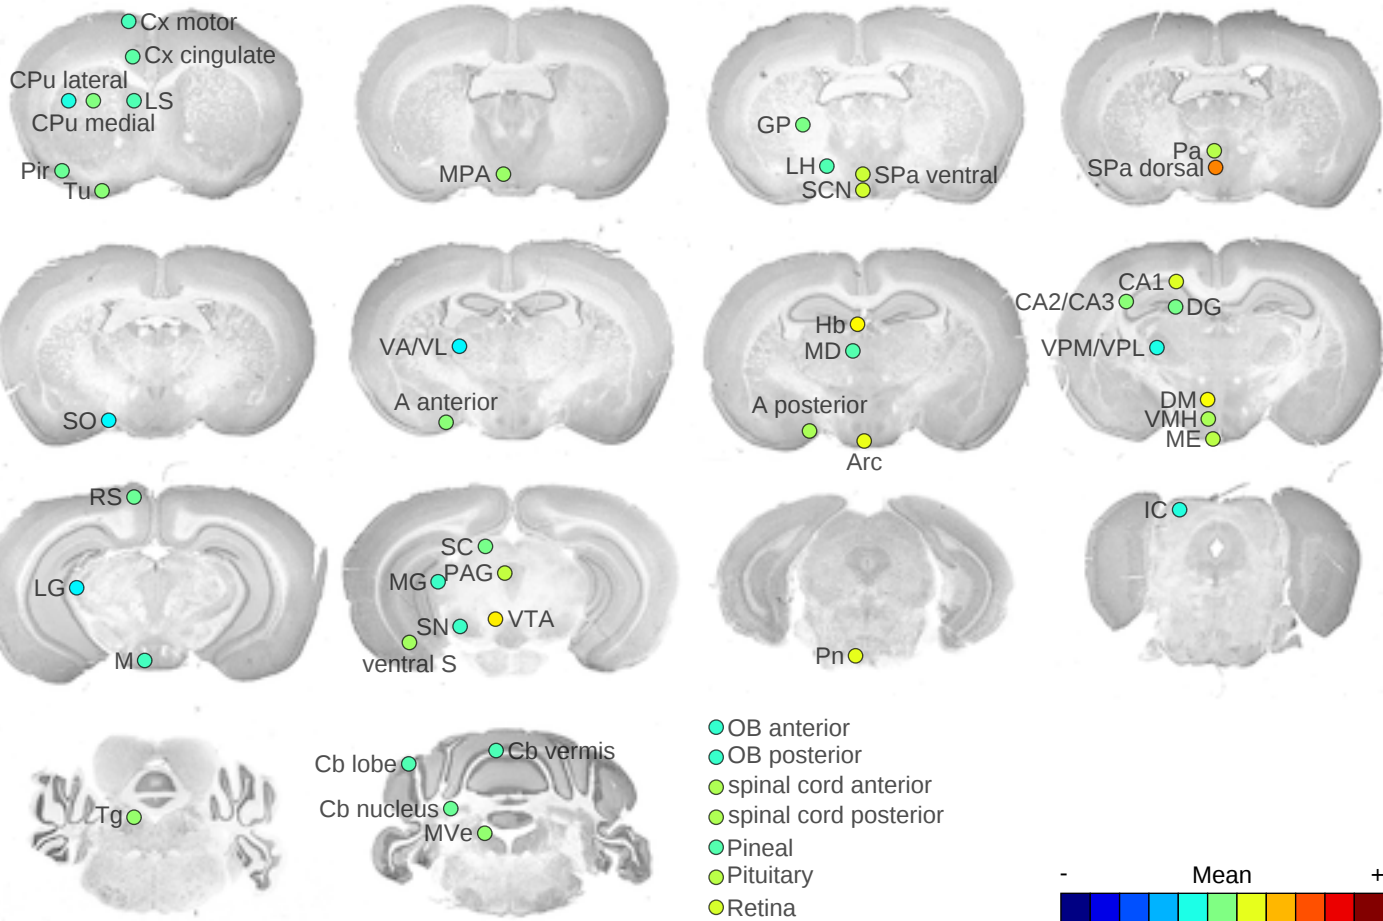 Cx motor
Cx cingulate
CPu lateral
LS
CPu medial
Pir
Tu
MPA
GP
LH
SPa ventral
SCN
Pa
SPa dorsal
SO
VA/VL
A anterior
Hb
MD
A posterior
Arc
CA1
CA2/CA3
DG
VPM/VPL
DM
VMH
ME
RS
LG
M
SC
MG
PAG
SN
VTA
ventral S
Pn
IC
Tg
Cb lobe
Cb vermis
Cb nucleus
MVe
OB anterior
OB posterior
spinal cord anterior
spinal cord posterior
Pineal
Pituitary
Retina
- Mean +